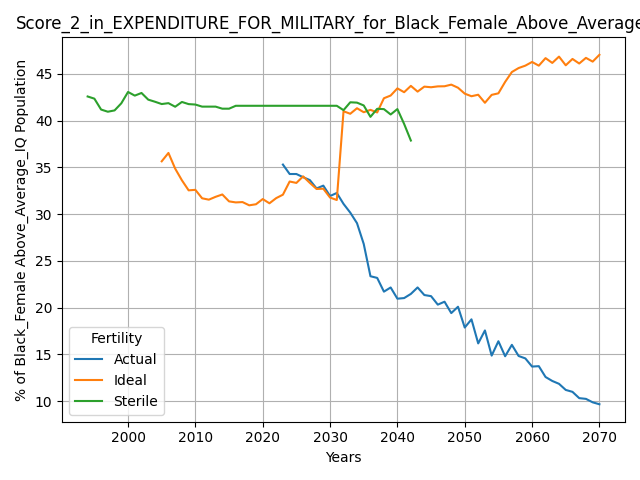 Score_2_in_EXPENDITURE_FOR_MILITARY_for_Black_Female_Above_Average
% of Black_Female Above_Average_IQ Population
45
40
35
30
25
20
15
10
Fertility
Actual
Ideal
Sterile
2000
2010
2020
2030
2040
2050
2060
2070
Years